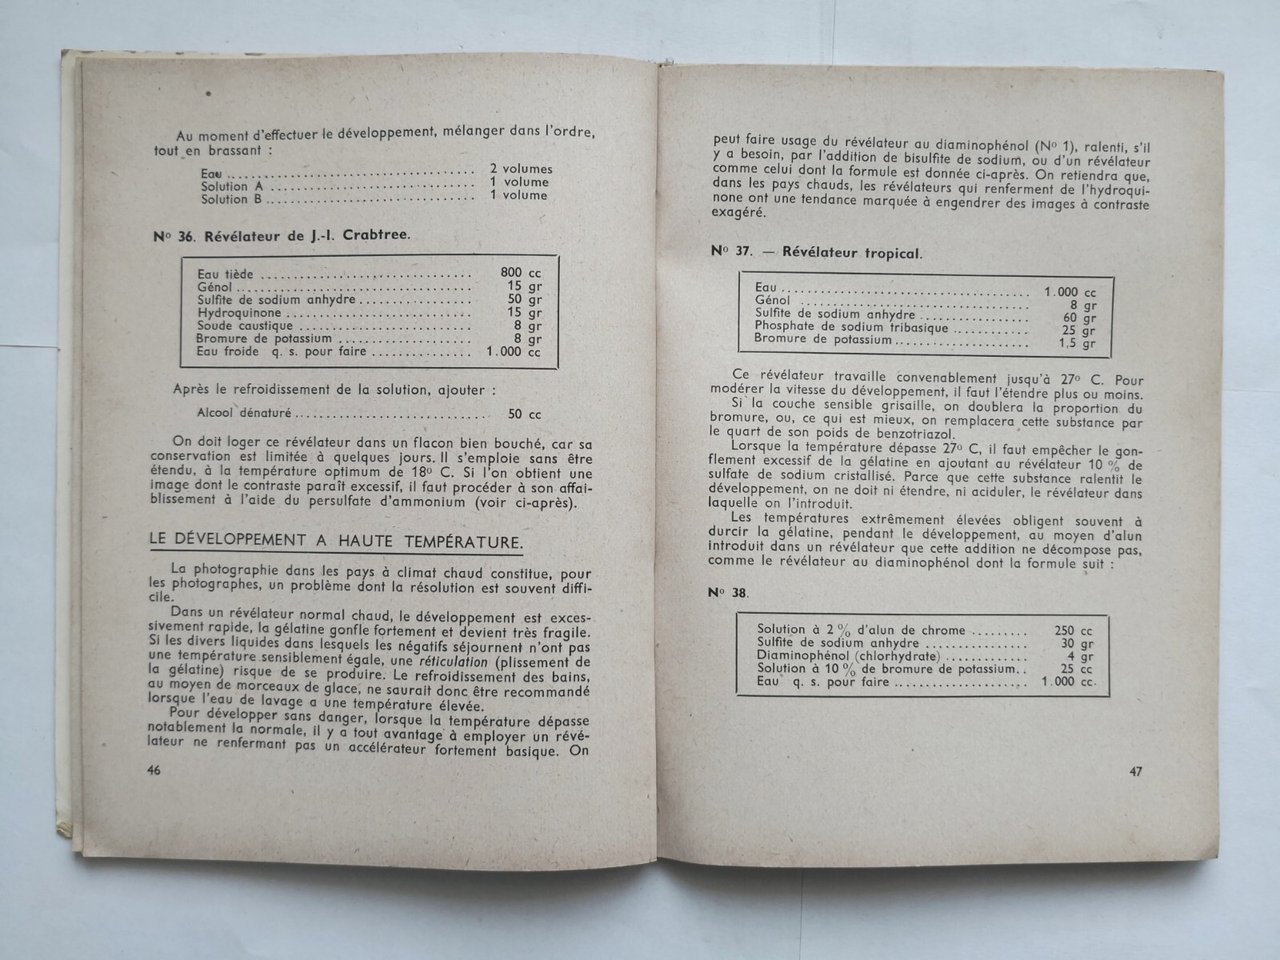 Au moment d'effectuer le développement, mélanger dans l'ordre,
tout en brassant :
Eau .................................. 2 volumes
Solution A .............................. 1 volume
Solution B .............................. 1 volume
Nº 36. Révélateur de J.-I. Crabtree.
Eau tiède .............................. 800 cc
Génol .................................. 15 gr
Sulfite de sodium anhydre ................ 50 gr
Hydroquinone ........................... 15 gr
Soude caustique ......................... 8 gr
Bromure de potassium ................... 8 gr
Eau froide q. s. pour faire .............. 1.000 cc
Après le refroidissement de la solution, ajouter :
Alcool dénaturé ............................ 50 cc
On doit loger ce révélateur dans un flacon bien bouché, car sa
conservation est limitée à quelques jours. Il s'emploie sans être
étendu, à la température optimum de 18º C. Si l'on obtient une
image dont le contraste paraît excessif, il faut procéder à son affai-
blissement à l'aide du persulfate d'ammonium (voir ci-après).
LE DÉVELOPPEMENT A HAUTE TEMPÉRATURE.
La photographie dans les pays à climat chaud constitue, pour
les photographes, un problème dont la résolution est souvent diffi-
cile.
Dans un révélateur normal chaud, le développement est exces-
sivement rapide, la gélatine gonfle fortement et devient très fragile.
Si les divers liquides dans lesquels les négatifs séjournent n'ont pas
une température sensiblement égale, une réticulation (plissement de
la gélatine) risque de se produire. Le refroidissement des bains,
au moyen de morceaux de glace, ne saurait donc être recommandé
lorsque l'eau de lavage a une température élevée.
Pour développer sans danger, lorsque la température dépasse
notablement la normale, il y a tout avantage à employer un révé-
lateur ne renfermant pas un accélérateur fortement basique. On
46
peut faire usage du révélateur au diaminophénol (Nº 1), ralenti, s'il
y a besoin, par l'addition de bisulfite de sodium, ou d'un révélateur
comme celui dont la formule est donnée ci-après. On retiendra que,
dans les pays chauds, les révélateurs qui renferment de l'hydroqui-
none ont une tendance marquée à engendrer des images à contraste
exagéré.
Nº 37. — Révélateur tropical.
Eau .................................... 1.000 cc
Génol ................................. 8 gr
Sulfite de sodium anhydre ................ 60 gr
Phosphate de sodium tribasique ........... 25 gr
Bromure de potassium ................... 1,5 gr
Ce révélateur travaille convenablement jusqu'à 27º C. Pour
modérer la vitesse du développement, il faut l'étendre plus ou moins.
Si la couche sensible grisaille, on doublera la proportion du
bromure, ou, ce qui est mieux, on remplacera cette substance par
le quart de son poids de benzotriazol.
Lorsque la température dépasse 27º C, il faut empêcher le gon-
flement excessif de la gélatine en ajoutant au révélateur 10 % de
sulfate de sodium cristallisé. Parce que cette substance ralentit le
développement, on ne doit ni étendre, ni aciduler, le révélateur dans
laquelle on l'introduit.
Les températures extrêmement élevées obligent souvent à
durcir la gélatine, pendant le développement, au moyen d'alun
introduit dans un révélateur que cette addition ne décompose pas,
comme le révélateur au diaminophénol dont la formule suit :
Nº 38.
Solution à 2 % d'alun de chrome ......... 250 cc
Sulfite de sodium anhydre ............... 30 gr
Diaminophénol (chlorhydrate) ............. 4 gr
Solution à 10 % de bromure de potassium.. 25 cc
Eau q. s. pour faire .................... 1.000 cc.
47